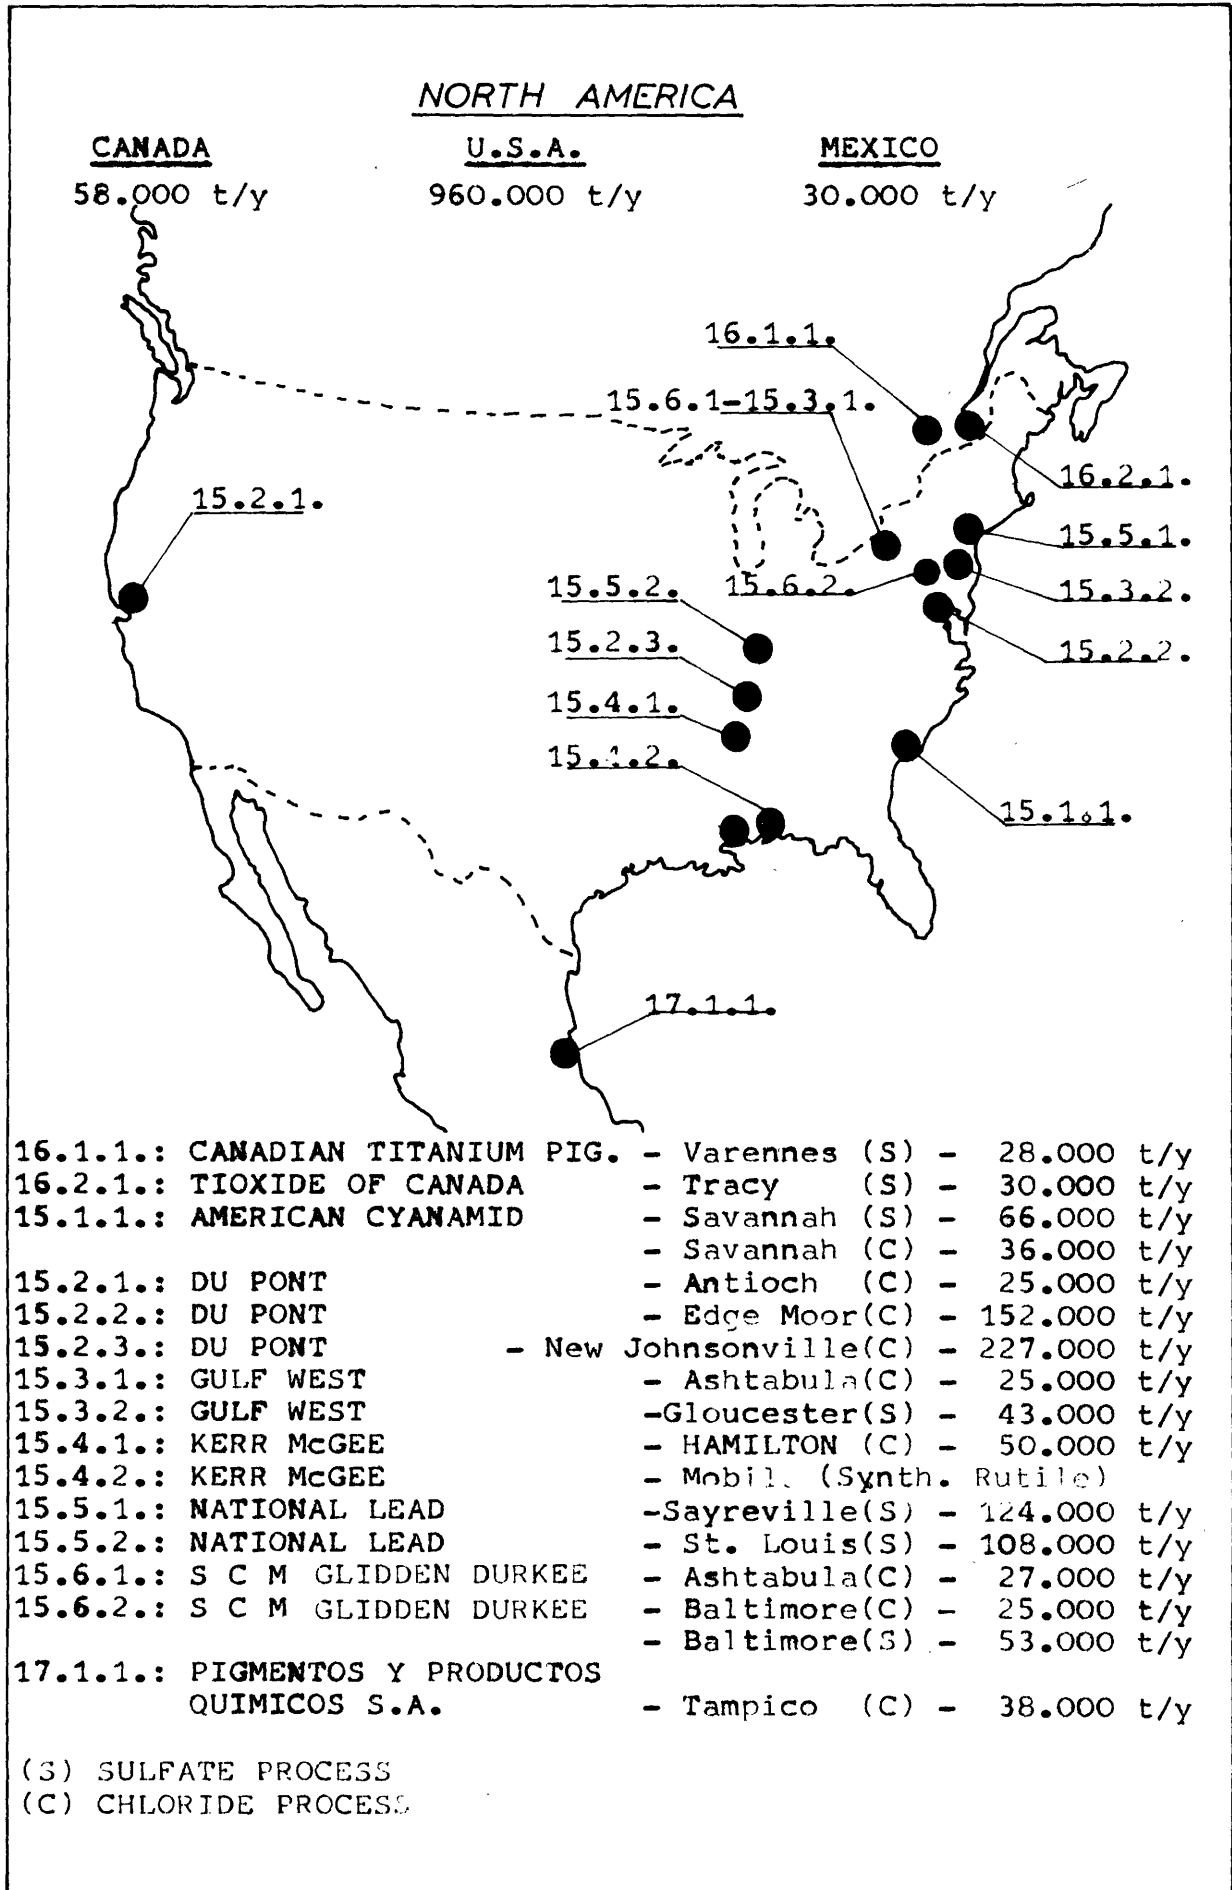 NORTH AMERICA
CANADA U.S.A. MEXICO
58.000 t/y 960.000 t/y 30.000 t/y
16.1.1.
15.6.1-15.3.1.
16.2.1.
15.2.1.
15.5.1.
15.5.2. 15.6.2. 15.3.2.
15.2.3. 15.2.2.
15.4.1.
15.4.2.
15.1.1.
17.1.1.
16.1.1.: CANADIAN TITANIUM PIG. - Varennes (S) - 28.000 t/y
16.2.1.: TIOXIDE OF CANADA - Tracy (S) - 30.000 t/y
15.1.1.: AMERICAN CYANAMID - Savannah (S) - 66.000 t/y
- Savannah (C) - 36.000 t/y
15.2.1.: DU PONT - Antioch (C) - 25.000 t/y
15.2.2.: DU PONT - Edge Moor(C) - 152.000 t/y
15.2.3.: DU PONT - New Johnsonville(C) - 227.000 t/y
15.3.1.: GULF WEST - Ashtabula(C) - 25.000 t/y
15.3.2.: GULF WEST -Gloucester(S) - 43.000 t/y
15.4.1.: KERR McGEE - HAMILTON (C) - 50.000 t/y
15.4.2.: KERR McGEE - Mobil. (Synth. Rutile)
15.5.1.: NATIONAL LEAD -Sayreville(S) - 124.000 t/y
15.5.2.: NATIONAL LEAD - St. Louis(S) - 108.000 t/y
15.6.1.: S C M GLIDDEN DURKEE - Ashtabula(C) - 27.000 t/y
15.6.2.: S C M GLIDDEN DURKEE - Baltimore(C) - 25.000 t/y
- Baltimore(S) - 53.000 t/y
17.1.1.: PIGMENTOS Y PRODUCTOS
QUIMICOS S.A. - Tampico (C) - 38.000 t/y
(S) SULFATE PROCESS
(C) CHLORIDE PROCESS